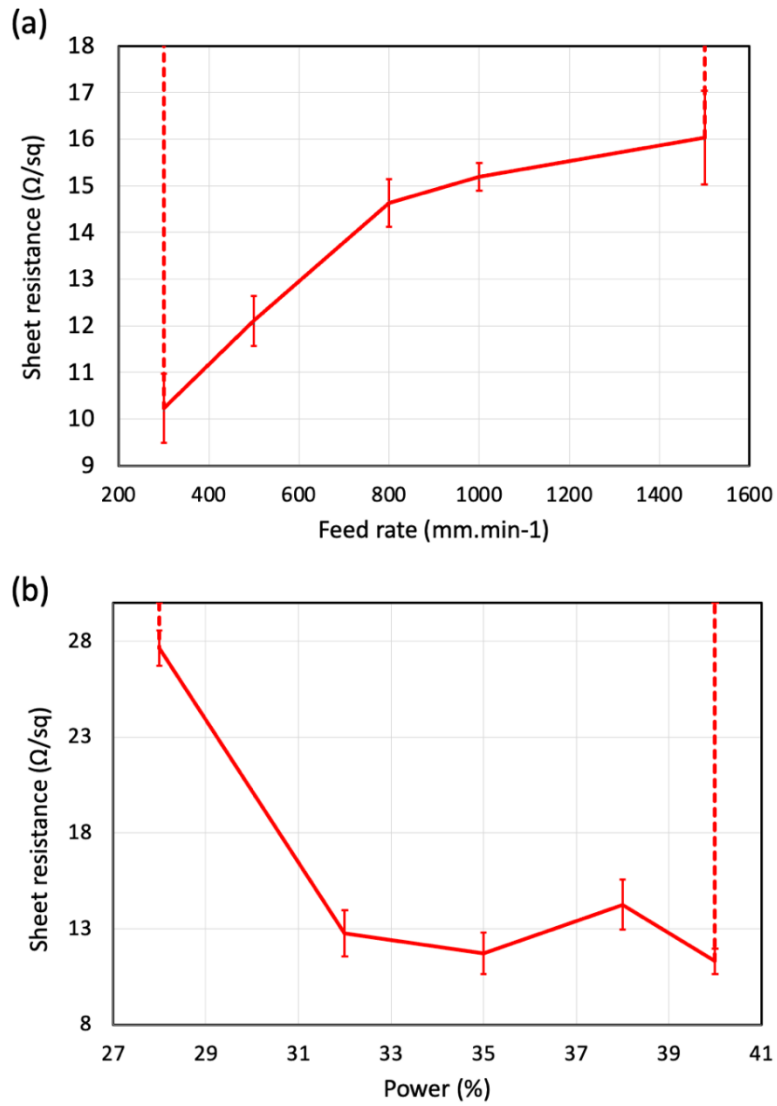 (a)
18
17
16
15
14
13
12
11
10
9
Sheet resistance (Ω/sq)
200 400 600 800 1000 1200 1400 1600
Feed rate (mm.min-1)
(b)
28
23
18
13
8
Sheet resistance (Ω/sq)
27 29 31 33 35 37 39 41
Power (%)